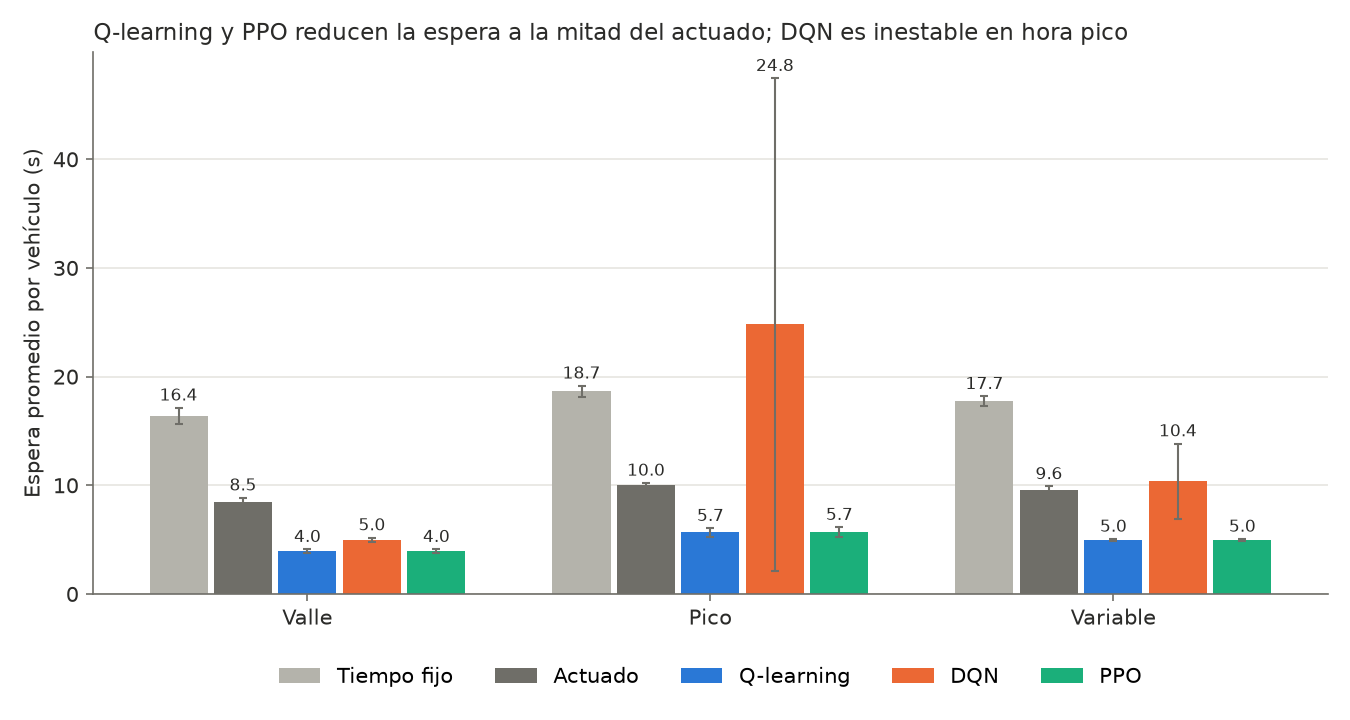 Q-learning y PPO reducen la espera a la mitad del actuado; DQN es inestable en hora pico
Espera promedio por vehículo (s)
40
30
20
10
0
16.4
8.5
4.0
5.0
4.0
18.7
10.0
5.7
24.8
5.7
17.7
9.6
5.0
10.4
5.0
Valle
Pico
Variable
Tiempo fijo
Actuado
Q-learning
DQN
PPO